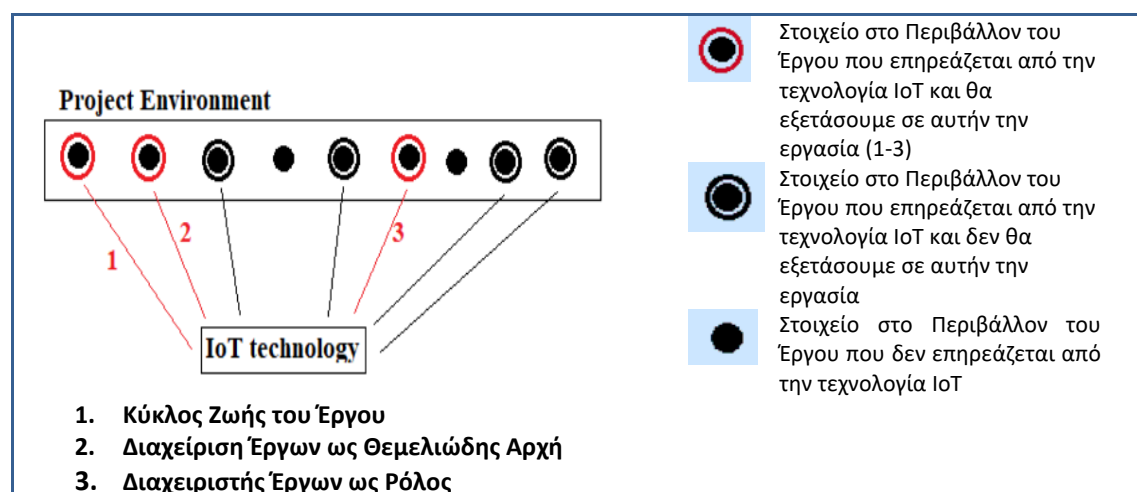 Project Environment
1
2
3
IoT technology
1. Κύκλος Ζωής του Έργου
2. Διαχείριση Έργων ως Θεμελιώδης Αρχή
3. Διαχειριστής Έργων ως Ρόλος
Στοιχείο στο Περιβάλλον του
Έργου που επηρεάζεται από την
τεχνολογία IoT και θα
εξετάσουμε σε αυτήν την
εργασία (1-3)
Στοιχείο στο Περιβάλλον του
Έργου που επηρεάζεται από την
τεχνολογία IoT και δεν θα
εξετάσουμε σε αυτήν την
εργασία
Στοιχείο στο Περιβάλλον του
Έργου που δεν επηρεάζεται από
την τεχνολογία IoT